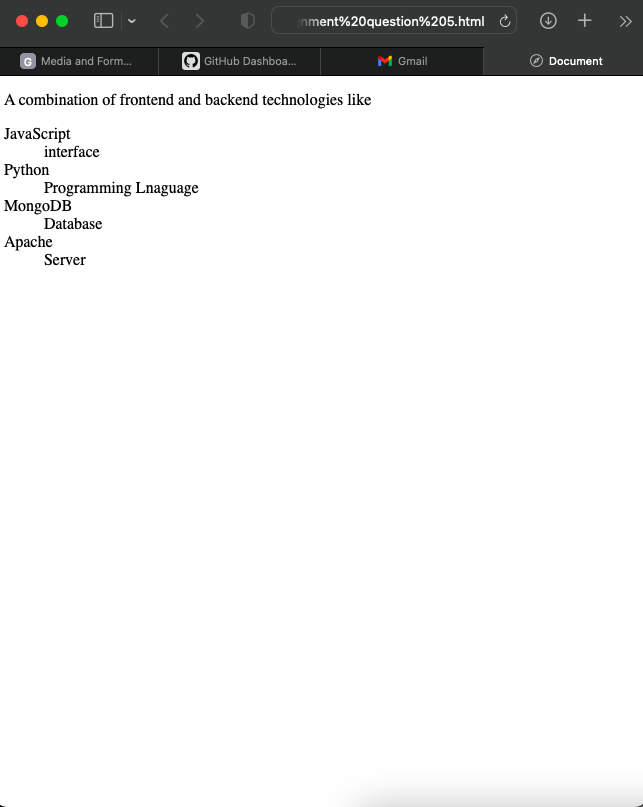 nment%20question%205.html
G Media and Form...
GitHub Dashboa...
Gmail
Document
A combination of frontend and backend technologies like
JavaScript
interface
Python
Programming Lnaguage
MongoDB
Database
Apache
Server